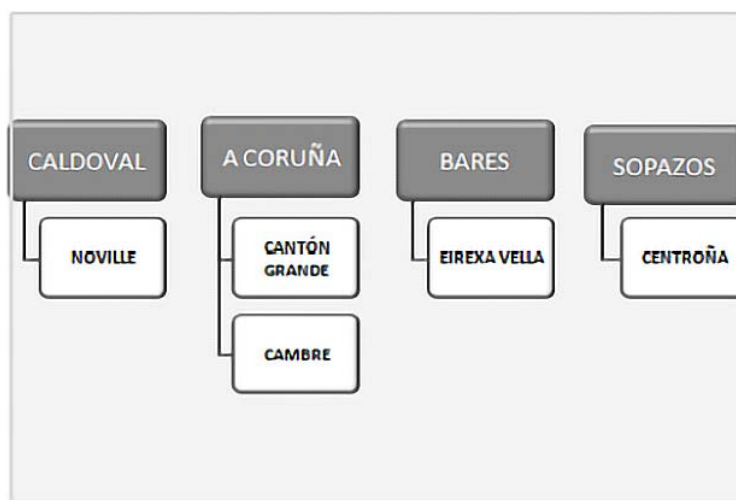 CALDOVAL
NOVILLE
A CORUÑA
CANTÓN
GRANDE
CAMBRE
BARES
EIREXA VELLA
SOPAZOS
CENTROÑA